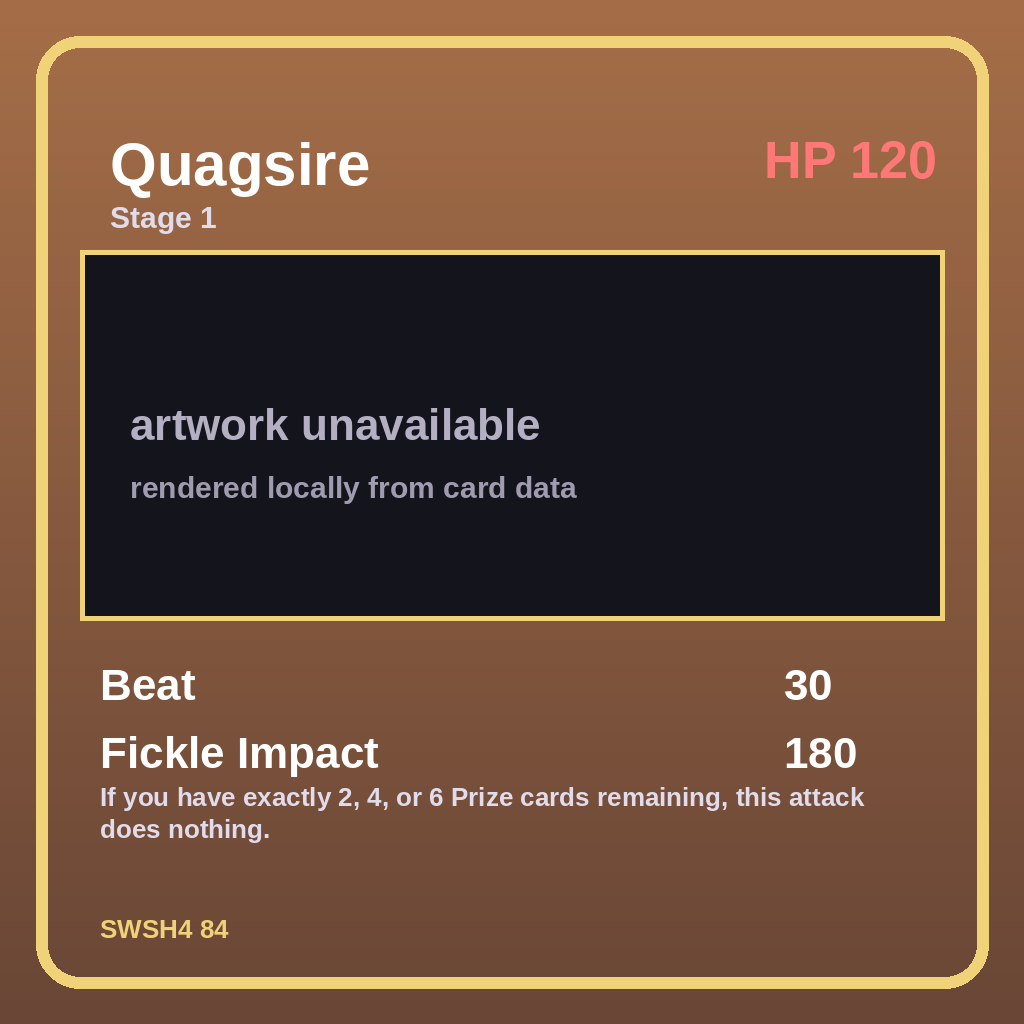 Quagsire
HP 120
Stage 1
artwork unavailable
rendered locally from card data
Beat 30
Fickle Impact 180
If you have exactly 2, 4, or 6 Prize cards remaining, this attack
does nothing.
SWSH4 84